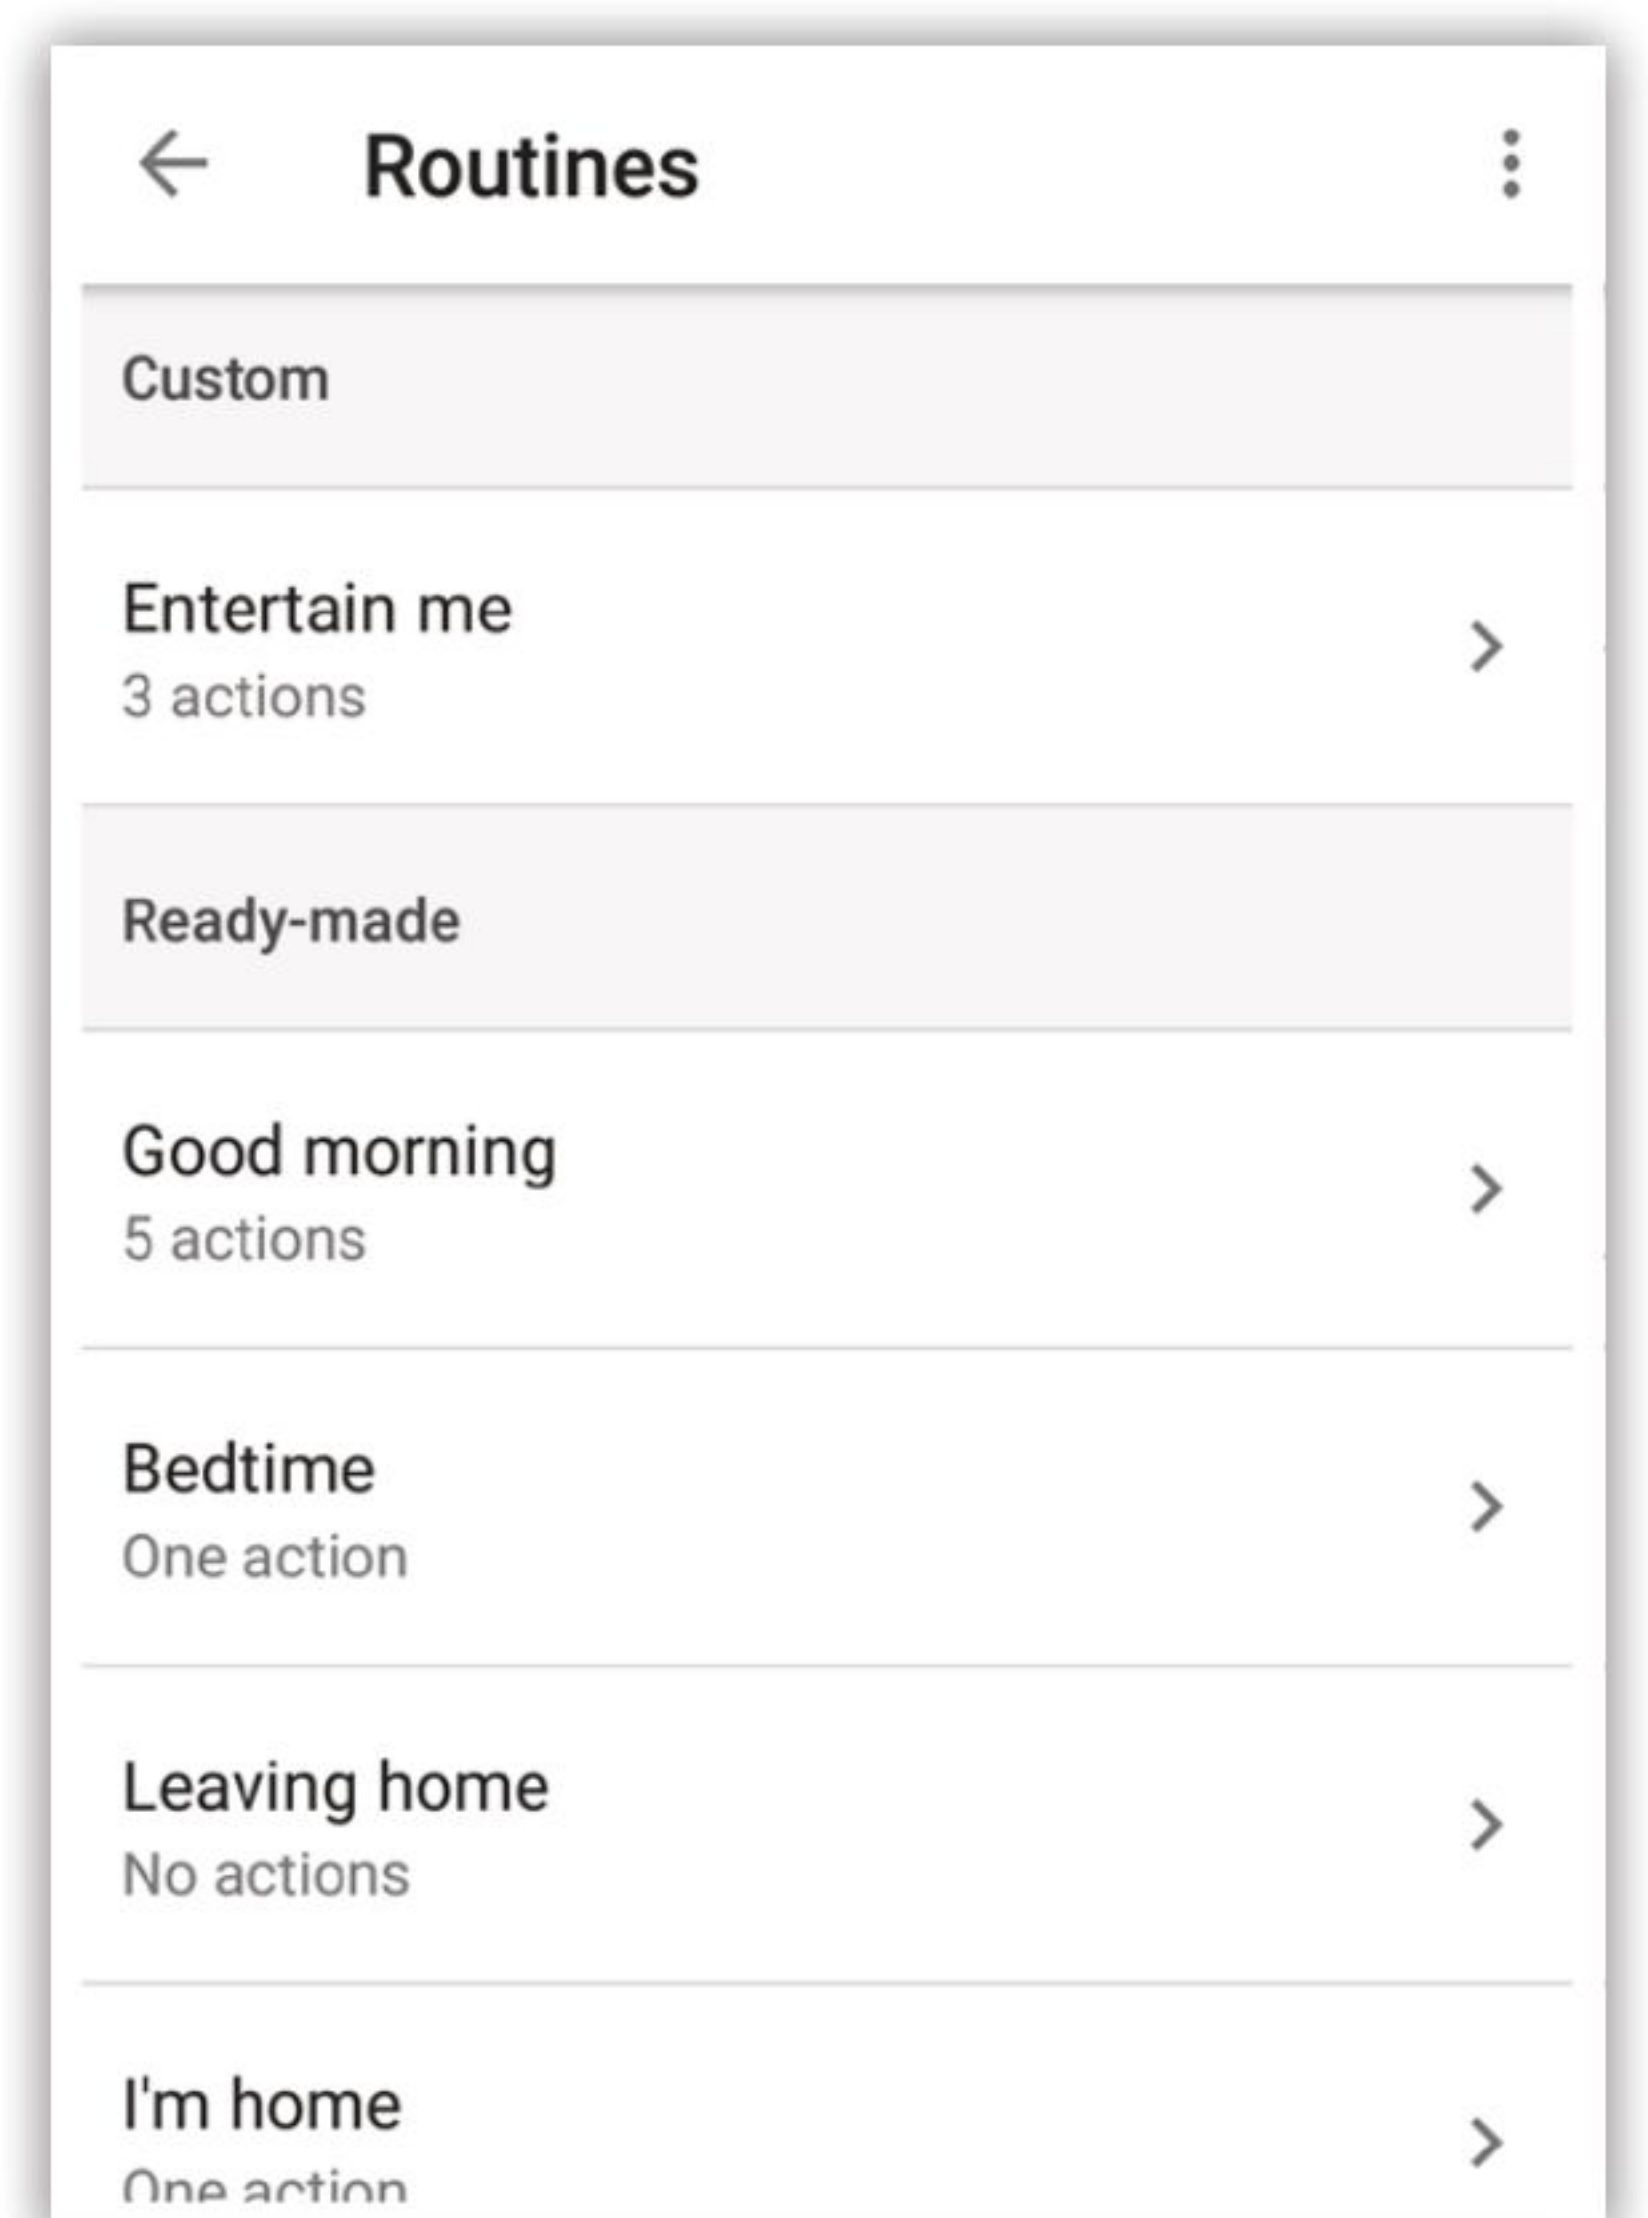 Routines
Custom
Entertain me
3 actions
Ready-made
Good morning
5 actions
Bedtime
One action
Leaving home
No actions
I'm home
One action